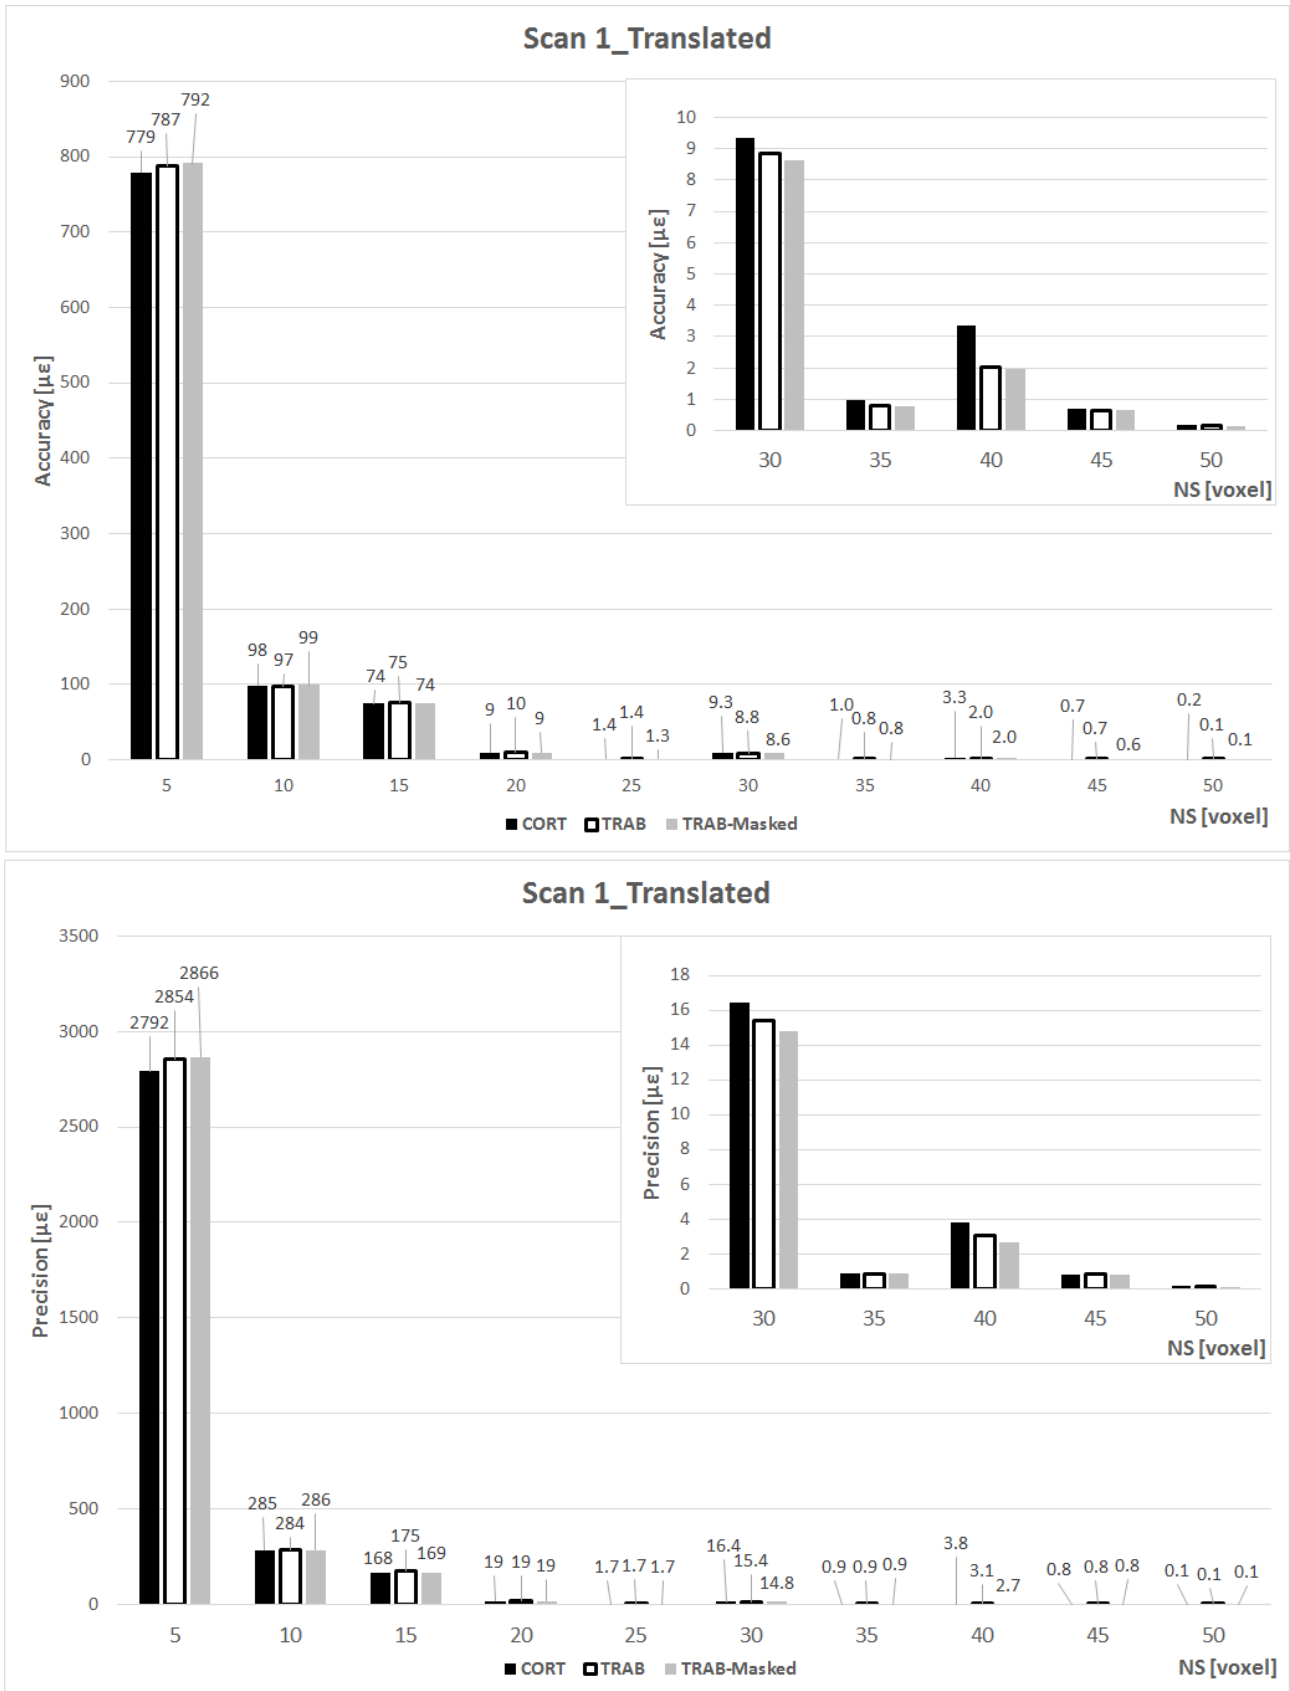 Scan 1_Translated
900
800
700
600
500
400
300
200
100
0
Accuracy [µε]
779 787 792
98 97 99
74 75 74
9 10 9
1.4 1.4 1.3
9.3 8.8 8.6
1.0 0.8 0.8
3.3 2.0 2.0
0.7 0.7 0.6
0.2 0.1 0.1
5 10 15 20 25 30 35 40 45 50
NS [voxel]
CORT TRAB TRAB-Masked
10
9
8
7
6
5
4
3
2
1
0
Accuracy [µε]
30 35 40 45 50
NS [voxel]
Scan 1_Translated
3500
3000
2500
2000
1500
1000
500
0
Precision [µε]
2792 2854 2866
285 284 286
168 175 169
19 19 19
1.7 1.7 1.7
16.4 15.4 14.8
0.9 0.9 0.9
3.8 3.1 2.7
0.8 0.8 0.8
0.1 0.1 0.1
5 10 15 20 25 30 35 40 45 50
NS [voxel]
CORT TRAB TRAB-Masked
18
16
14
12
10
8
6
4
2
0
Precision [µε]
30 35 40 45 50
NS [voxel]